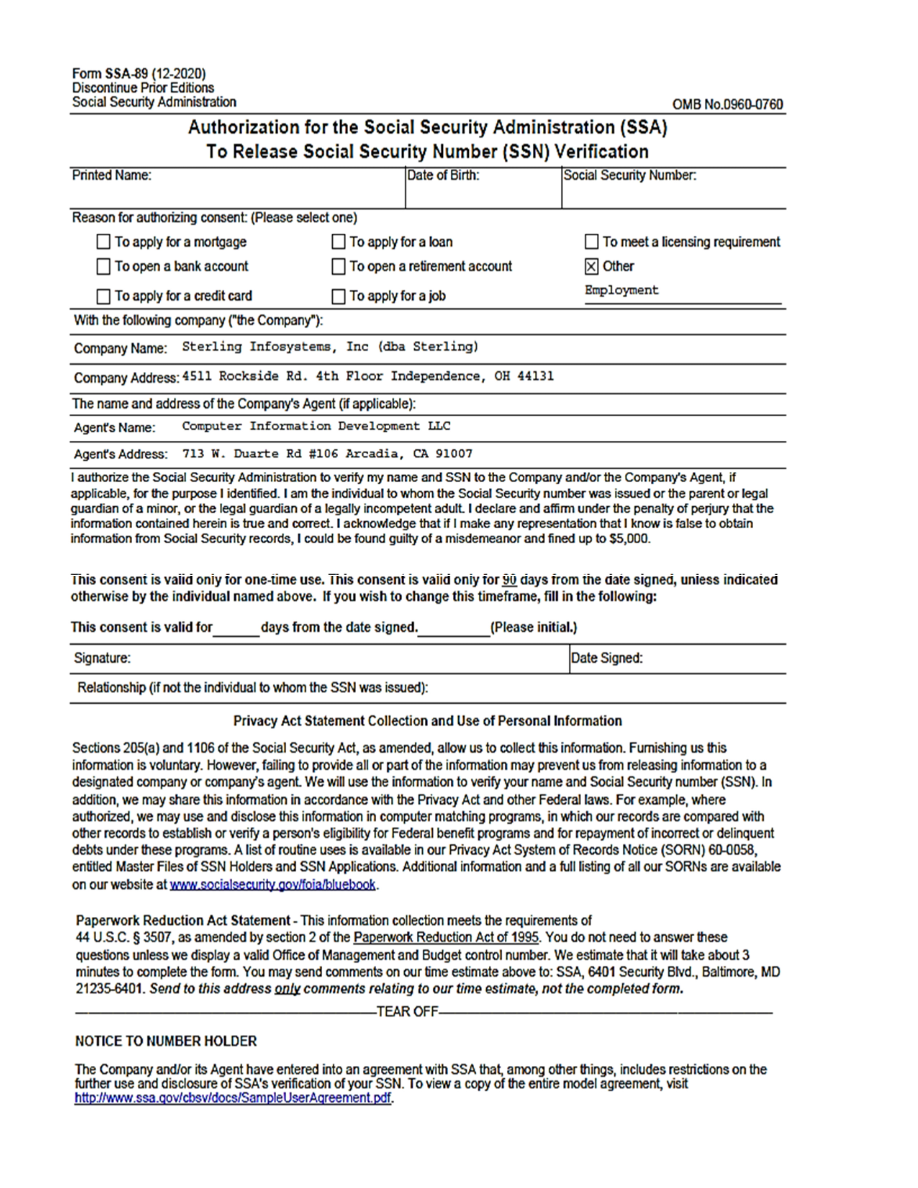 Form SSA-89 (12-2020)
Discontinue Prior Editions
Social Security Administration
OMB No.0960-0760
Authorization for the Social Security Administration (SSA)
To Release Social Security Number (SSN) Verification
Printed Name: Date of Birth: Social Security Number:
Reason for authorizing consent: (Please select one)
To apply for a mortgage To apply for a loan To meet a licensing requirement
To open a bank account To open a retirement account Other
To apply for a credit card To apply for a job Employment
With the following company ("the Company"):
Company Name: Sterling Infosystems, Inc (dba Sterling)
Company Address: 4511 Rockside Rd. 4th Floor Independence, OH 44131
The name and address of the Company's Agent (if applicable):
Agent's Name: Computer Information Development LLC
Agent's Address: 713 W. Duarte Rd #106 Arcadia, CA 91007
I authorize the Social Security Administration to verify my name and SSN to the Company and/or the Company's Agent, if
applicable, for the purpose I identified. I am the individual to whom the Social Security number was issued or the parent or legal
guardian of a minor, or the legal guardian of a legally incompetent adult. I declare and affirm under the penalty of perjury that the
information contained herein is true and correct. I acknowledge that if I make any representation that I know is false to obtain
information from Social Security records, I could be found guilty of a misdemeanor and fined up to $5,000.
This consent is valid only for one-time use. This consent is valid only for 90 days from the date signed, unless indicated
otherwise by the individual named above. If you wish to change this timeframe, fill in the following:
This consent is valid for______ days from the date signed.__________(Please initial.)
Signature: Date Signed:
Relationship (if not the individual to whom the SSN was issued):
Privacy Act Statement Collection and Use of Personal Information
Sections 205(a) and 1106 of the Social Security Act, as amended, allow us to collect this information. Furnishing us this
information is voluntary. However, failing to provide all or part of the information may prevent us from releasing information to a
designated company or company's agent. We will use the information to verify your name and Social Security number (SSN). In
addition, we may share this information in accordance with the Privacy Act and other Federal laws. For example, where
authorized, we may use and disclose this information in computer matching programs, in which our records are compared with
other records to establish or verify a person's eligibility for Federal benefit programs and for repayment of incorrect or delinquent
debts under these programs. A list of routine uses is available in our Privacy Act System of Records Notice (SORN) 60-0058,
entitled Master Files of SSN Holders and SSN Applications. Additional information and a full listing of all our SORNs are available
on our website at www.socialsecurity.gov/foia/bluebook.
Paperwork Reduction Act Statement - This information collection meets the requirements of
44 U.S.C. § 3507, as amended by section 2 of the Paperwork Reduction Act of 1995. You do not need to answer these
questions unless we display a valid Office of Management and Budget control number. We estimate that it will take about 3
minutes to complete the form. You may send comments on our time estimate above to: SSA, 6401 Security Blvd., Baltimore, MD
21235-6401. Send to this address only comments relating to our time estimate, not the completed form.
TEAR OFF
NOTICE TO NUMBER HOLDER
The Company and/or its Agent have entered into an agreement with SSA that, among other things, includes restrictions on the
further use and disclosure of SSA's verification of your SSN. To view a copy of the entire model agreement, visit
http://www.ssa.gov/cbsv/docs/SampleUserAgreement.pdf.